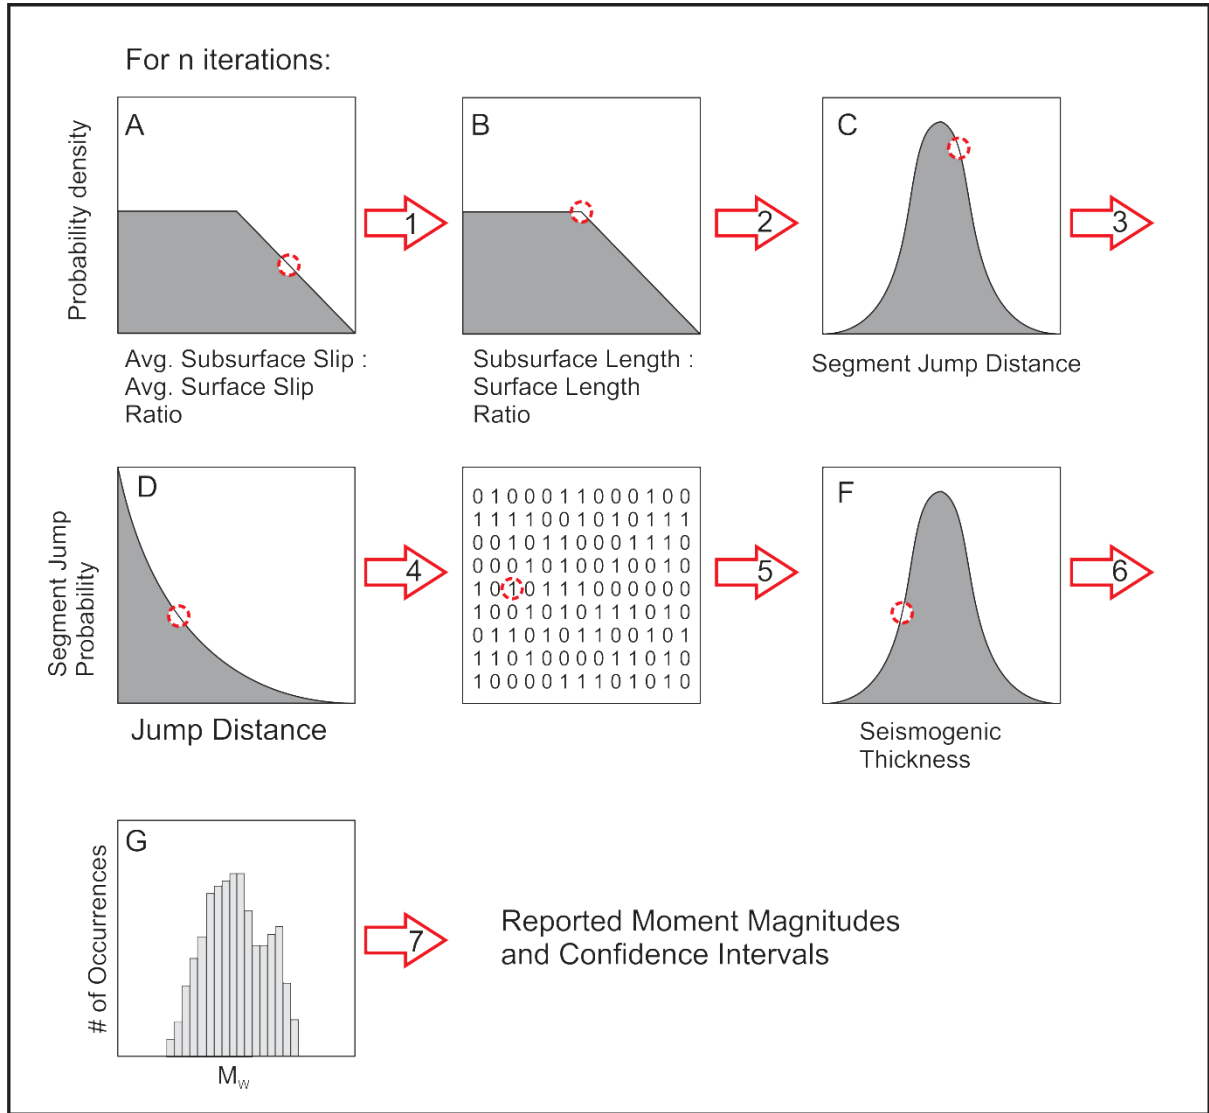 For n iterations:
A
B
C
Probability density
1
2
3
Avg. Subsurface Slip :
Avg. Surface Slip
Ratio
Subsurface Length :
Surface Length
Ratio
Segment Jump Distance
D
F
Segment Jump
Probability
0 1 0 0 0 1 1 0 0 0 1 0 0
1 1 1 1 0 0 1 0 1 0 1 1 1
0 0 1 0 1 1 0 0 0 1 1 1 0
0 0 0 1 0 1 0 0 1 0 0 1 0
1 0 1 0 1 1 1 0 0 0 0 0 0
1 0 0 1 0 1 0 1 1 1 0 1 0
0 1 1 0 1 0 1 1 0 0 1 0 1
1 1 0 1 0 0 0 0 1 1 0 1 0
1 0 0 0 0 1 1 1 0 1 0 1 0
4
5
6
Jump Distance
Seismogenic
Thickness
G
# of Occurrences
7
Reported Moment Magnitudes
and Confidence Intervals
Mw